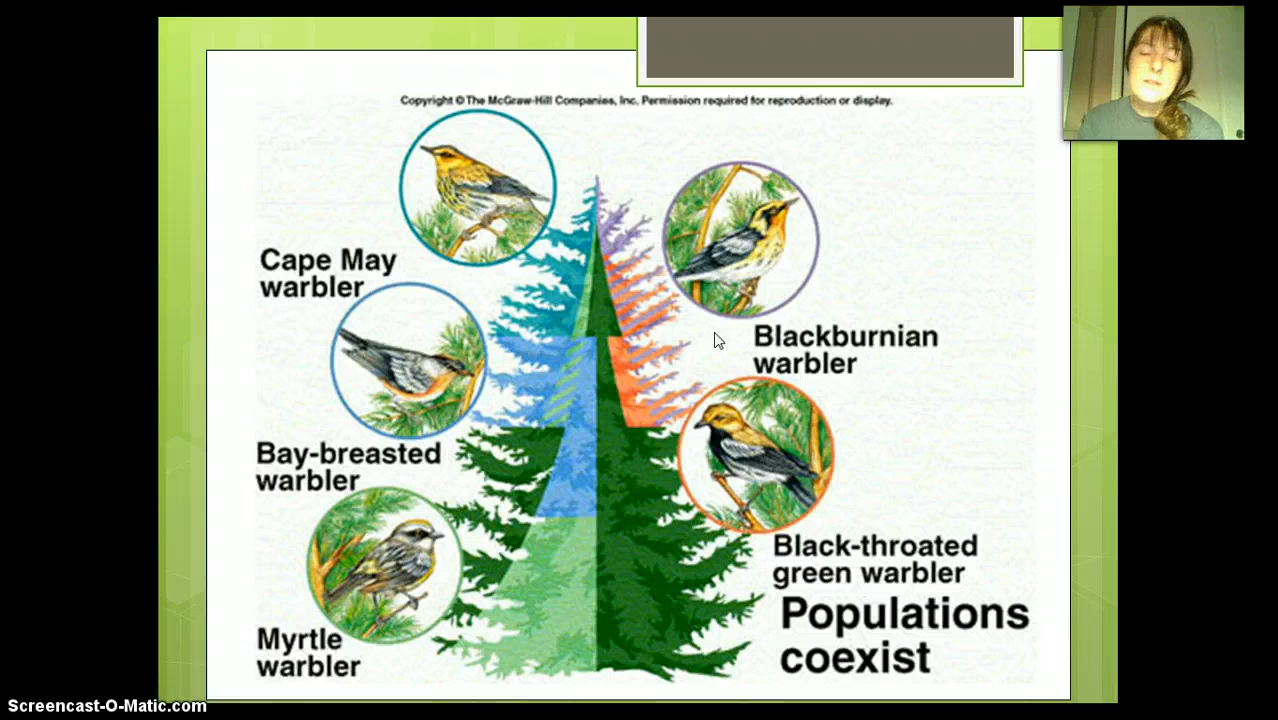 Copyright © The McGraw-Hill Companies, Inc. Permission required for reproduction or display.
Cape May
warbler
Blackburnian
warbler
Bay-breasted
warbler
Black-throated
green warbler
Myrtle
warbler
Populations
coexist
Screencast-O-Matic.com